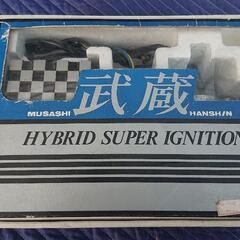 武蔵
MUSASHI HANSHIN
HYBRID SUPER IGNITION